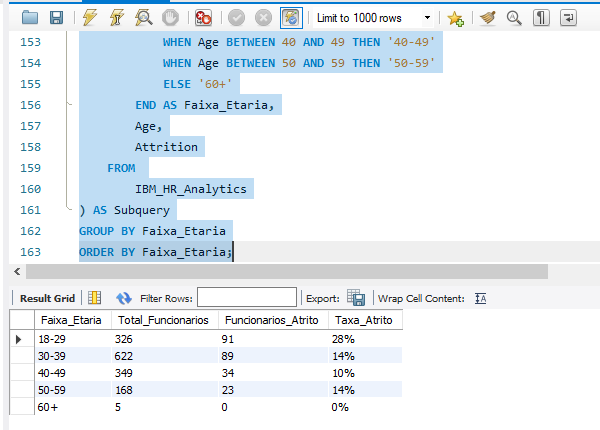 Limit to 1000 rows
153 WHEN Age BETWEEN 40 AND 49 THEN '40-49'
154 WHEN Age BETWEEN 50 AND 59 THEN '50-59'
155 ELSE '60+'
156 END AS Faixa_Etaria,
157 Age,
158 Attrition
159 FROM
160 IBM_HR_Analytics
161 ) AS Subquery
162 GROUP BY Faixa_Etaria
163 ORDER BY Faixa_Etaria;
Result Grid Filter Rows: Export: Wrap Cell Content:
Faixa_Etaria Total_Funcionarios Funcionarios_Atrito Taxa_Atrito
18-29 326 91 28%
30-39 622 89 14%
40-49 349 34 10%
50-59 168 23 14%
60+ 5 0 0%